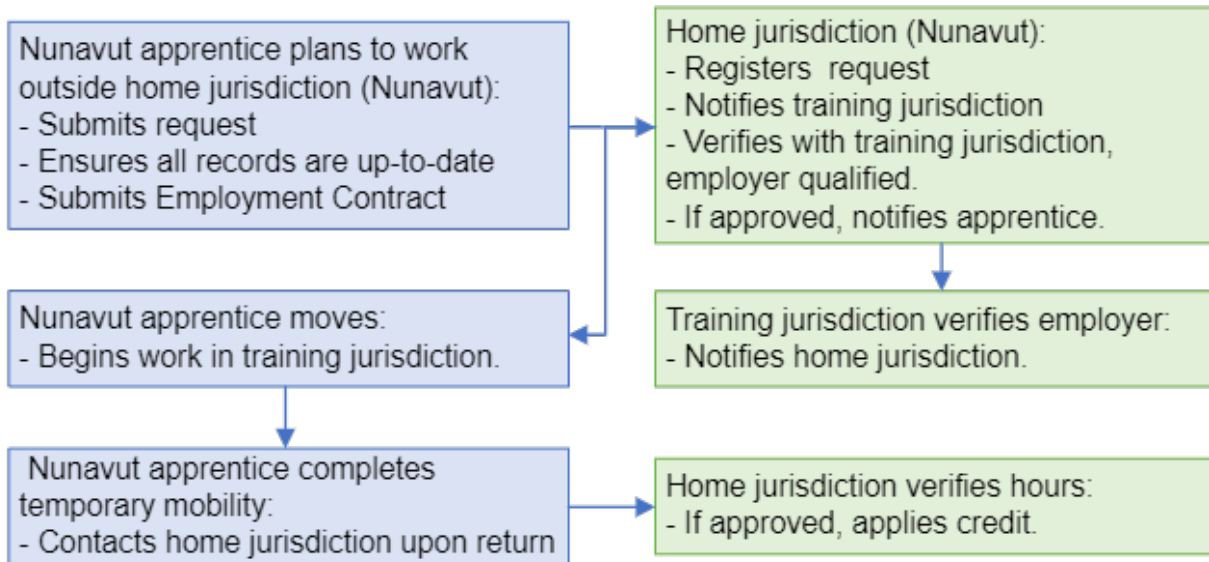 Nunavut apprentice plans to work
outside home jurisdiction (Nunavut):
- Submits request
- Ensures all records are up-to-date
- Submits Employment Contract
Home jurisdiction (Nunavut):
- Registers request
- Notifies training jurisdiction
- Verifies with training jurisdiction,
employer qualified.
- If approved, notifies apprentice.
Nunavut apprentice moves:
- Begins work in training jurisdiction.
Training jurisdiction verifies employer:
- Notifies home jurisdiction.
Nunavut apprentice completes
temporary mobility:
- Contacts home jurisdiction upon return
Home jurisdiction verifies hours:
- If approved, applies credit.